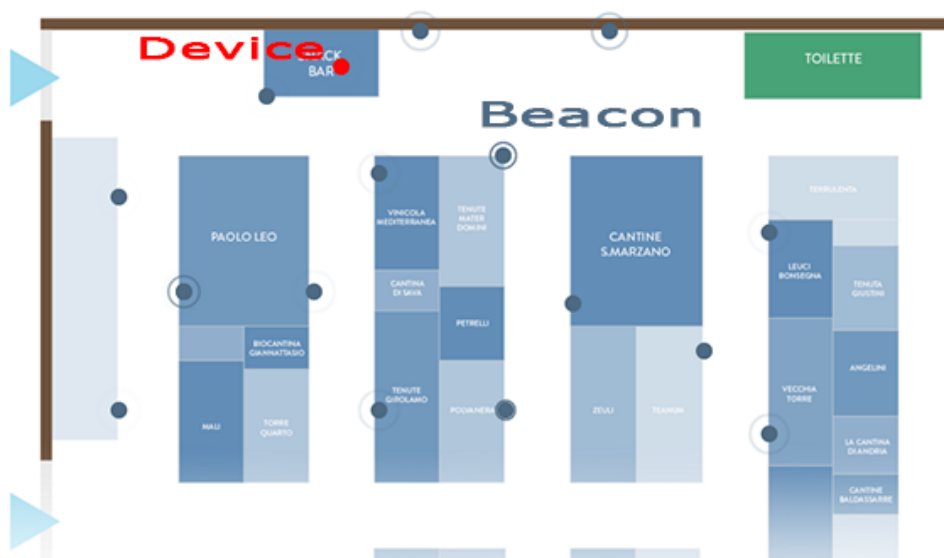 Device
BAR
TOILETTE
Beacon
TERRULENTA
VINICOLA
MEDITERRANEA
TENUTE
MATER
DOMINI
PAOLO LEO
CANTINE
S.MARZANO
LEUCI
BONSEGNA
CANTINA
DI SAVA
TENUTA
GIUSTINI
PETRELLI
BIOCANTINA
GIANNATTASIO
ANGELINI
TENUTE
GIROLAMO
VECCHIA
TORRE
POLVANERA
ZEULI
TEANUM
MALI
TORRE
QUARTO
LA CANTINA
DI ANDRIA
CANTINE
BALDASSARRE